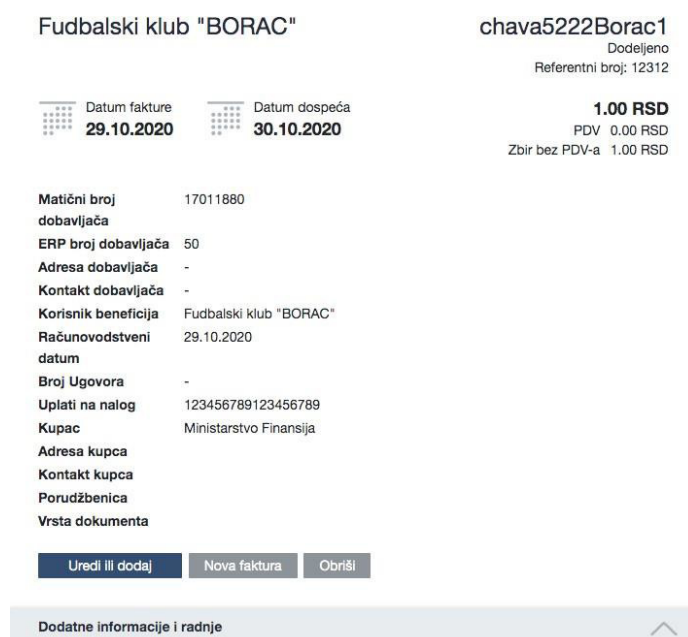 Fudbalski klub "BORAC"
chava5222Borac1
Dodeljeno
Referentni broj: 12312
Datum fakture
29.10.2020
Datum dospeća
30.10.2020
1.00 RSD
PDV 0.00 RSD
Zbir bez PDV-a 1.00 RSD
Matični broj dobavljača 17011880
ERP broj dobavljača 50
Adresa dobavljača -
Kontakt dobavljača -
Korisnik beneficija Fudbalski klub "BORAC"
Računovodstveni datum 29.10.2020
Broj Ugovora -
Uplati na nalog 123456789123456789
Kupac Ministarstvo Finansija
Adresa kupca
Kontakt kupca
Porudžbenica
Vrsta dokumenta
Uredi ili dodaj Nova faktura Obriši
Dodatne informacije i radnje